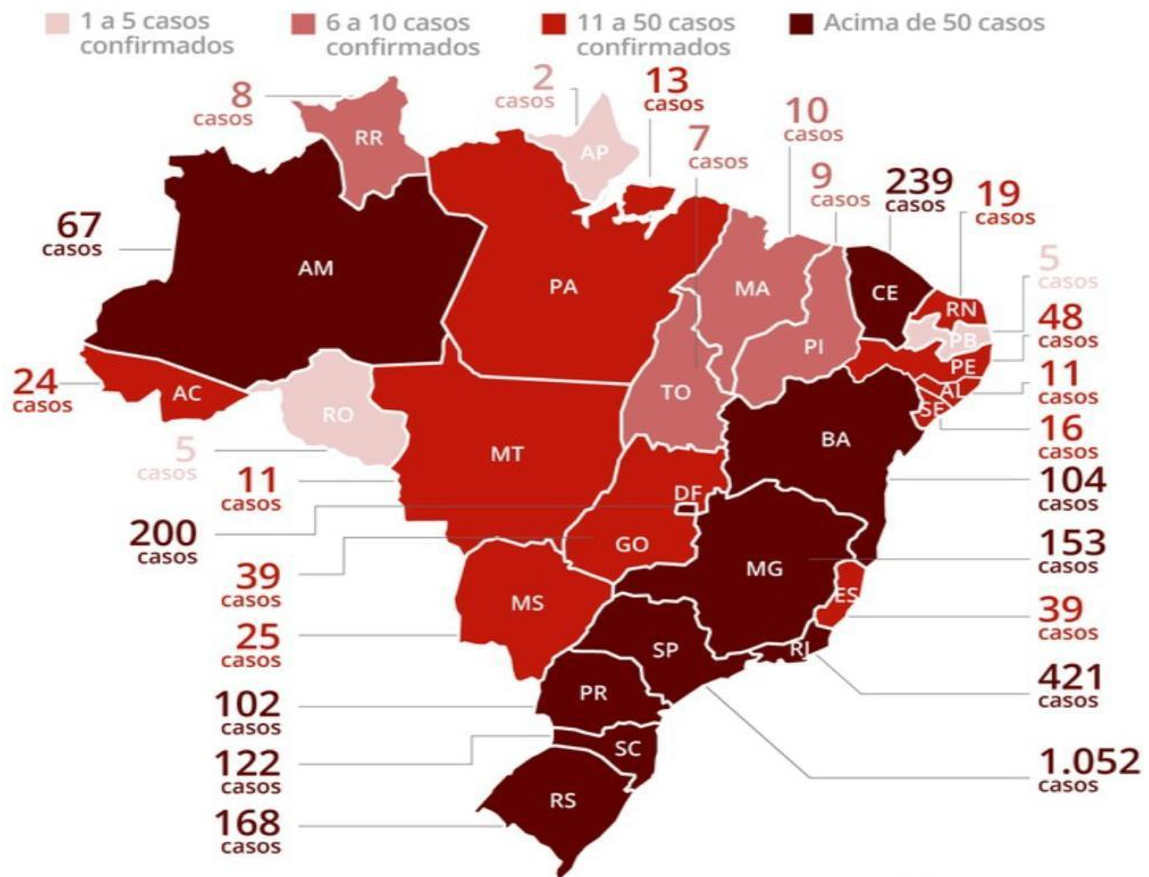 1 a 5 casos
confirmados
6 a 10 casos
confirmados
11 a 50 casos
confirmados
Acima de 50 casos
8
casos
2
casos
13
casos
7
casos
10
casos
9
casos
239
casos
19
casos
5
casos
48
casos
11
casos
16
casos
104
casos
153
casos
39
casos
421
casos
1.052
casos
67
casos
24
casos
5
casos
11
casos
200
casos
39
casos
25
casos
102
casos
122
casos
168
casos
RR
AP
AM
PA
MA
CE
RN
PB
PI
PE
AL
SE
AC
RO
TO
BA
MT
DF
GO
MG
ES
MS
SP
RJ
PR
SC
RS